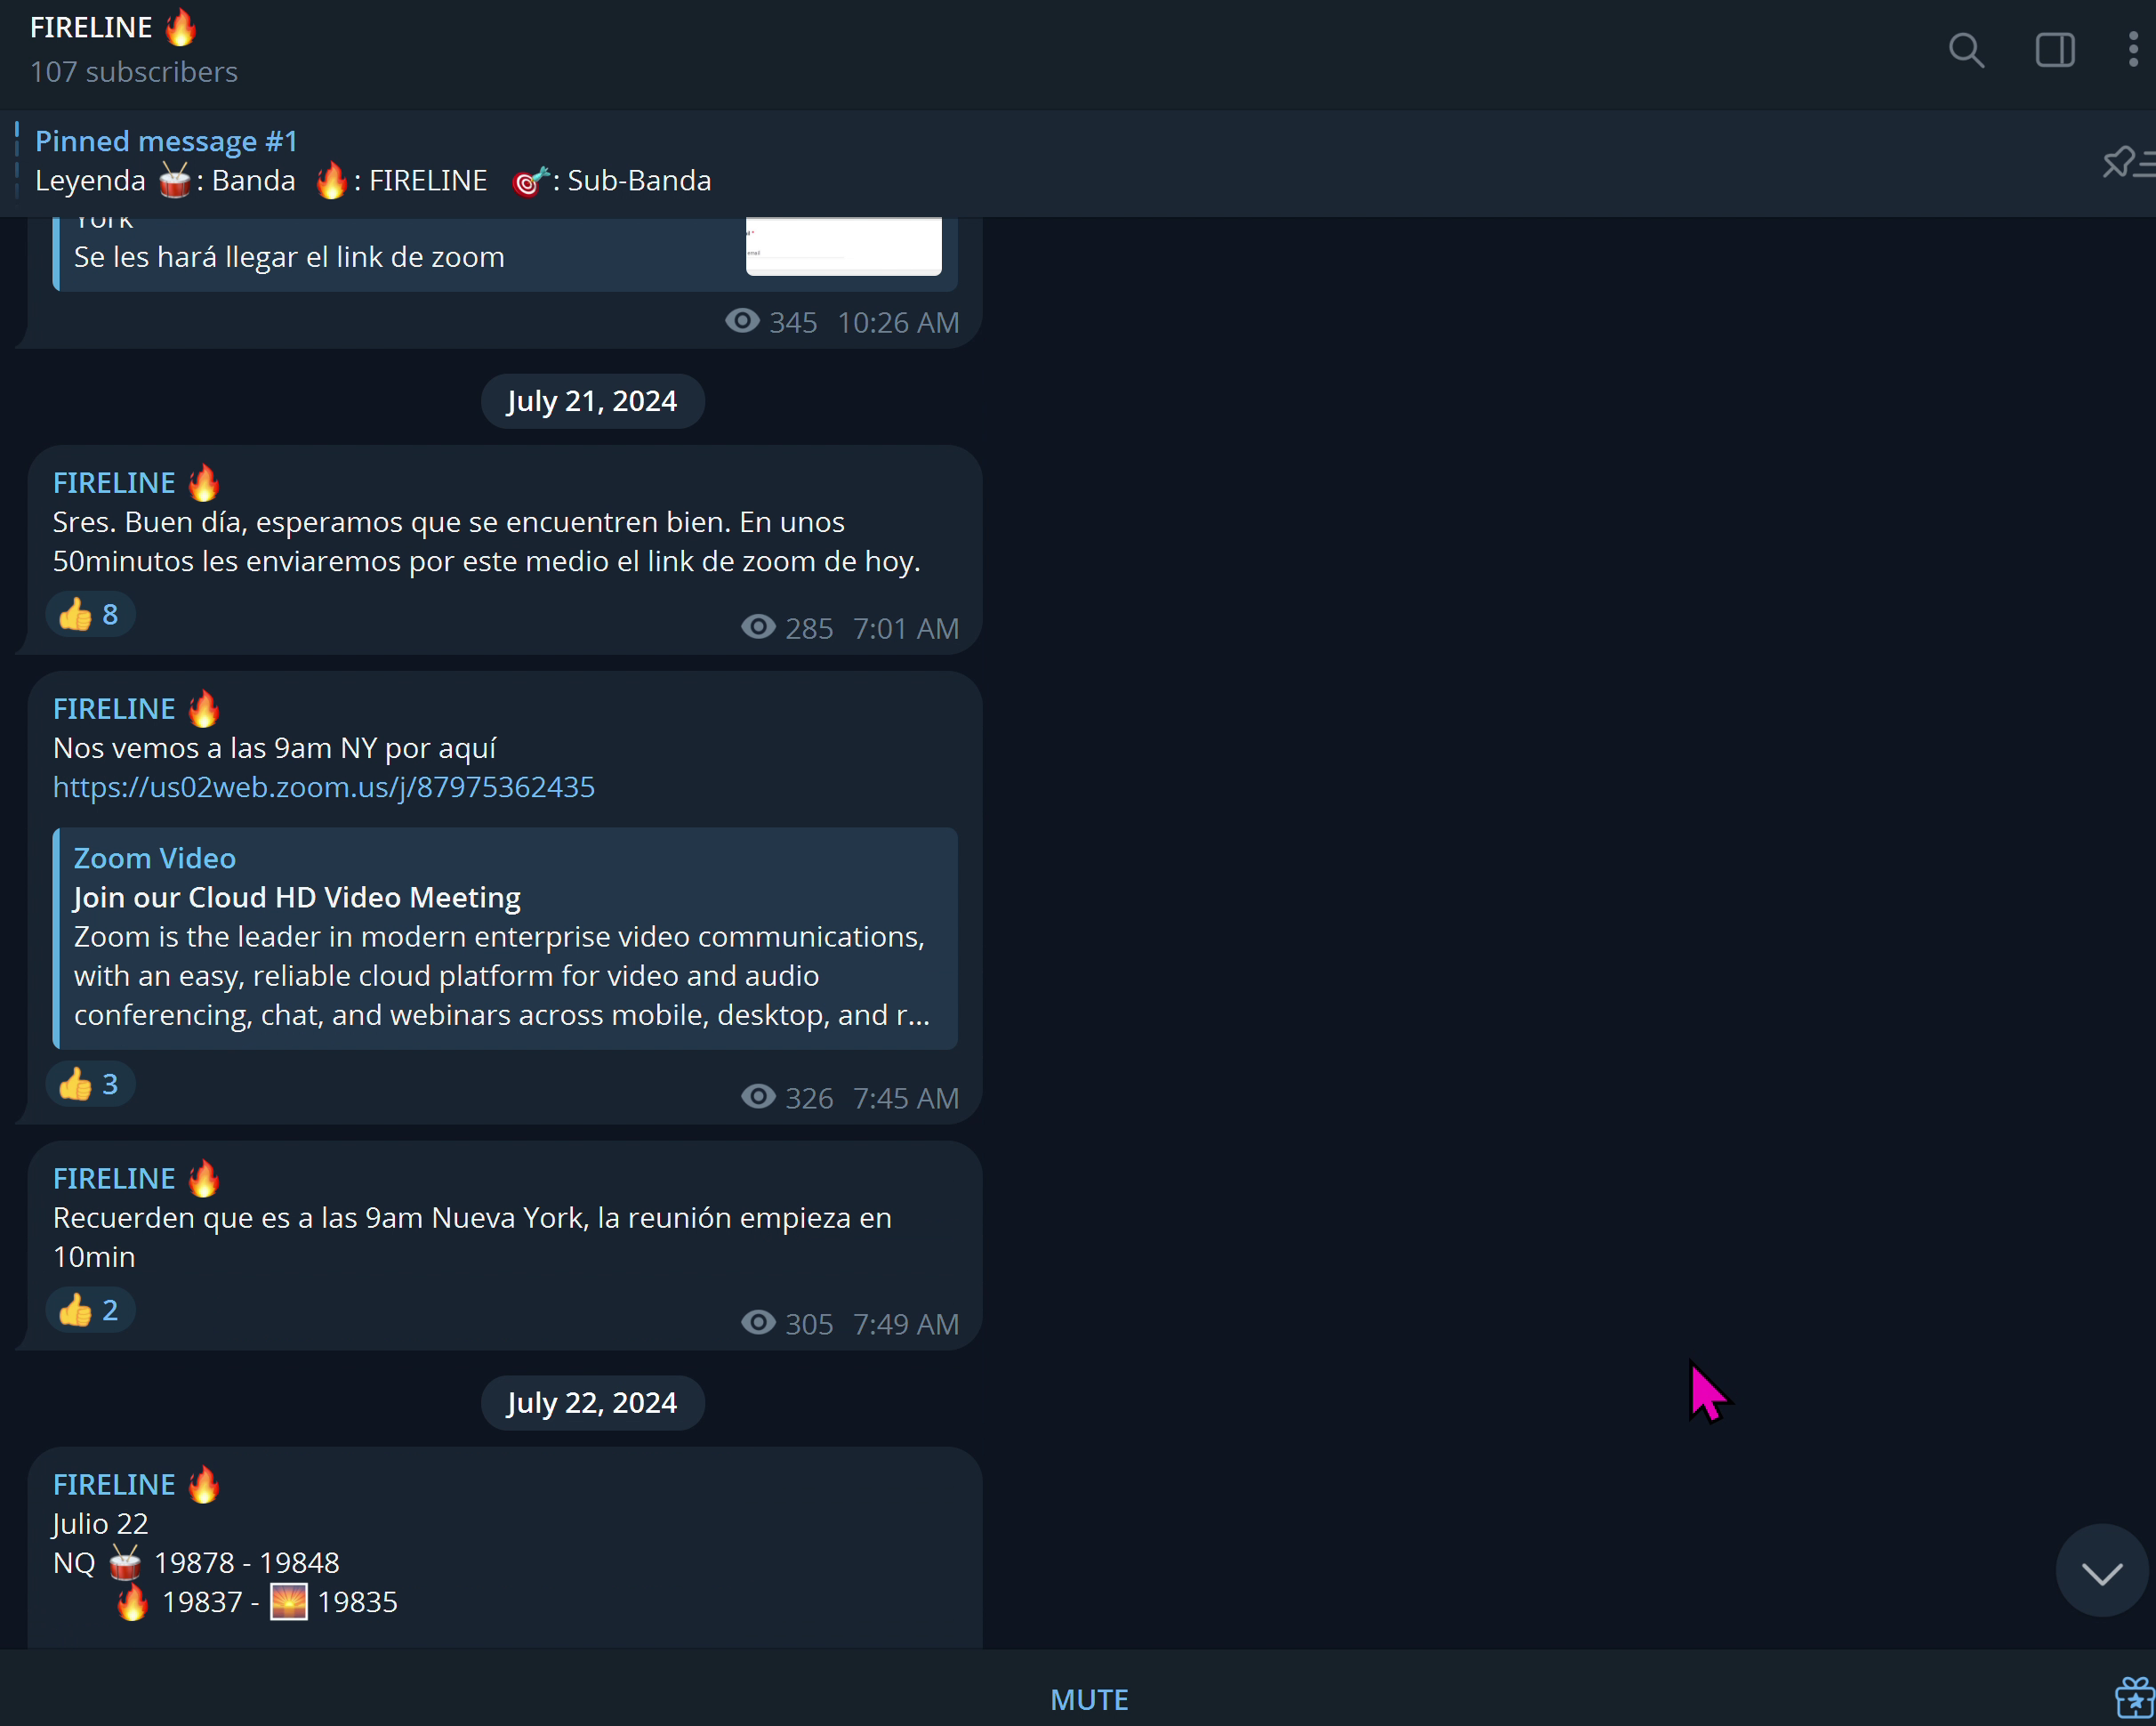 FIRELINE 🔥
107 subscribers
Pinned message #1
Leyenda 🥁: Banda 🔥: FIRELINE 🎯: Sub-Banda
York
Se les hará llegar el link de zoom
345 10:26 AM
July 21, 2024
FIRELINE 🔥
Sres. Buen día, esperamos que se encuentren bien. En unos
50minutos les enviaremos por este medio el link de zoom de hoy.
👍 8
285 7:01 AM
FIRELINE 🔥
Nos vemos a las 9am NY por aquí
https://us02web.zoom.us/j/87975362435
Zoom Video
Join our Cloud HD Video Meeting
Zoom is the leader in modern enterprise video communications,
with an easy, reliable cloud platform for video and audio
conferencing, chat, and webinars across mobile, desktop, and r...
👍 3
326 7:45 AM
FIRELINE 🔥
Recuerden que es a las 9am Nueva York, la reunión empieza en
10min
👍 2
305 7:49 AM
July 22, 2024
FIRELINE 🔥
Julio 22
NQ 🥁 19878 - 19848
🔥 19837 - 🌅 19835
MUTE